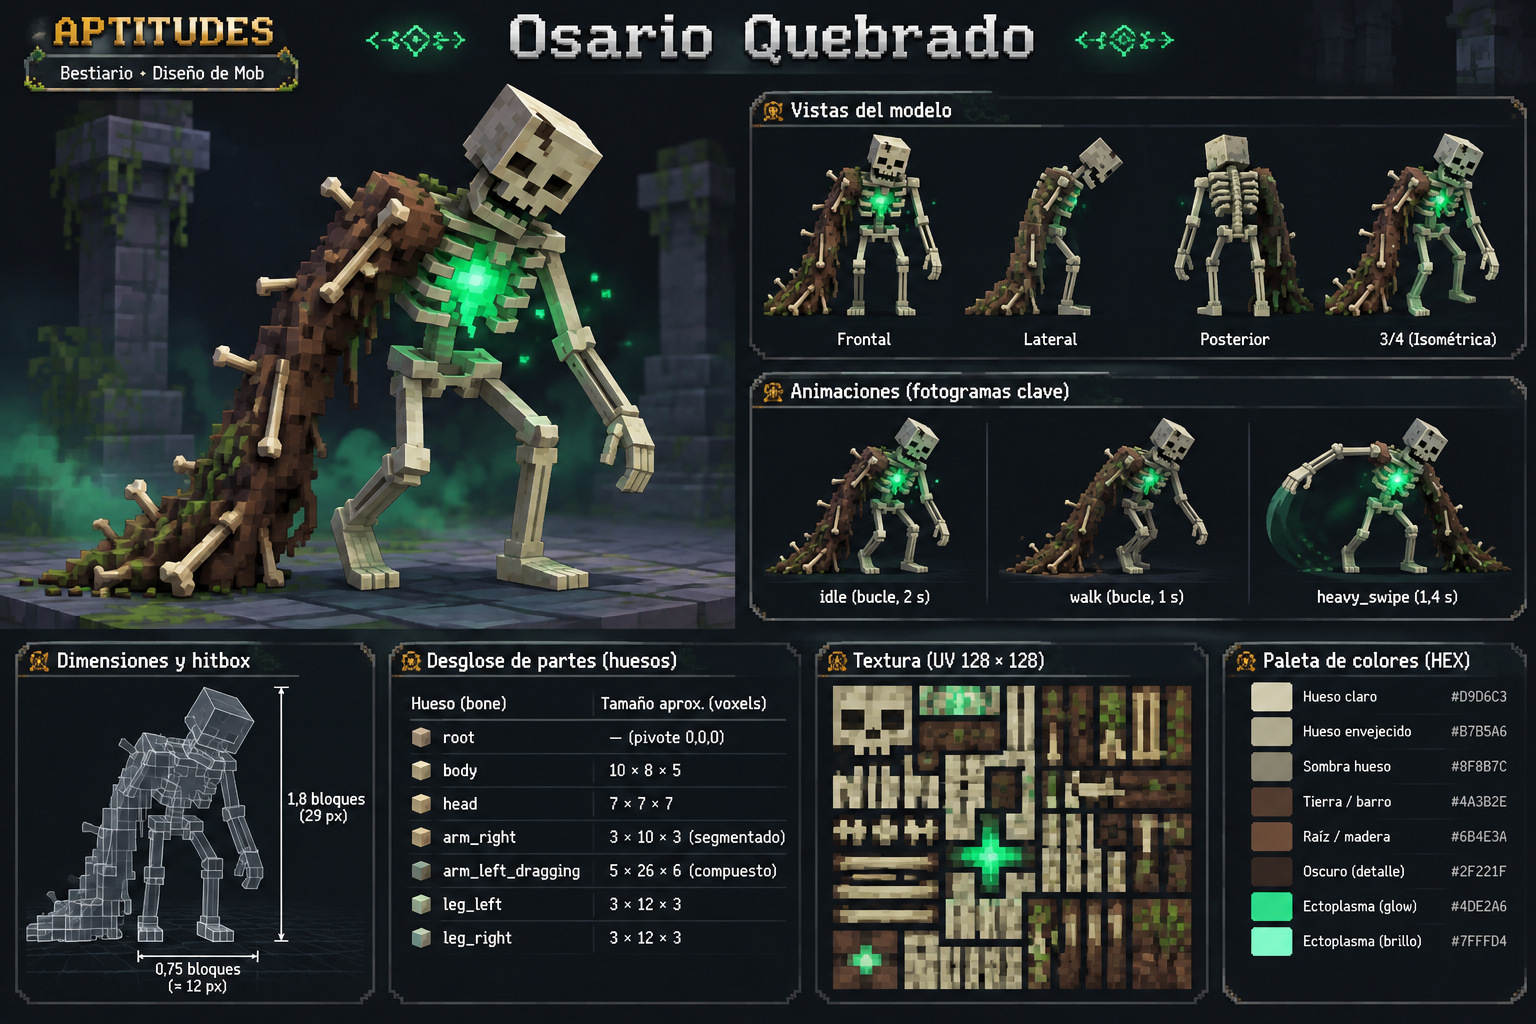 APTITUDES
Bestiario • Diseño de Mob
Osario Quebrado
Vistas del modelo
Frontal
Lateral
Posterior
3/4 (Isométrica)
Animaciones (fotogramas clave)
idle (bucle, 2 s)
walk (bucle, 1 s)
heavy_swipe (1,4 s)
Dimensiones y hitbox
1,8 bloques
(29 px)
0,75 bloques
(= 12 px)
Desglose de partes (huesos)
Hueso (bone) Tamaño aprox. (voxels)
root — (pivote 0,0,0)
body 10 × 8 × 5
head 7 × 7 × 7
arm_right 3 × 10 × 3 (segmentado)
arm_left_dragging 5 × 26 × 6 (compuesto)
leg_left 3 × 12 × 3
leg_right 3 × 12 × 3
Textura (UV 128 × 128)
Paleta de colores (HEX)
Hueso claro #D9D6C3
Hueso envejecido #B7B5A6
Sombra hueso #8F8B7C
Tierra / barro #4A3B2E
Raíz / madera #6B4E3A
Oscuro (detalle) #2F221F
Ectoplasma (glow) #4DE2A6
Ectoplasma (brillo) #7FFFD4